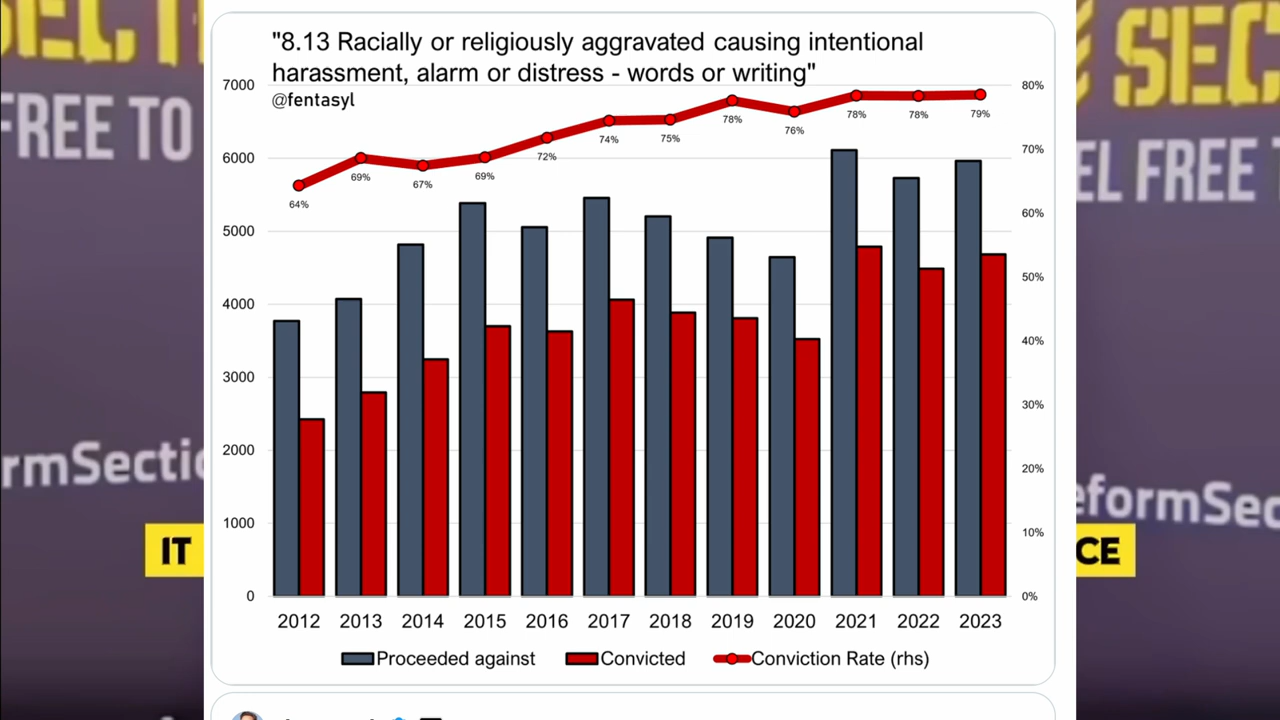 SECT
FREE TO
rmSectio
IT
"8.13 Racially or religiously aggravated causing intentional
harassment, alarm or distress - words or writing"
@fentasyl
7000
6000
5000
4000
3000
2000
1000
0
80%
70%
60%
50%
40%
30%
20%
10%
0%
64%
69%
67%
69%
72%
74%
75%
78%
76%
78%
78%
79%
2012 2013 2014 2015 2016 2017 2018 2019 2020 2021 2022 2023
Proceeded against Convicted Conviction Rate (rhs)
SEC
EL FREE T
eformSec
CE